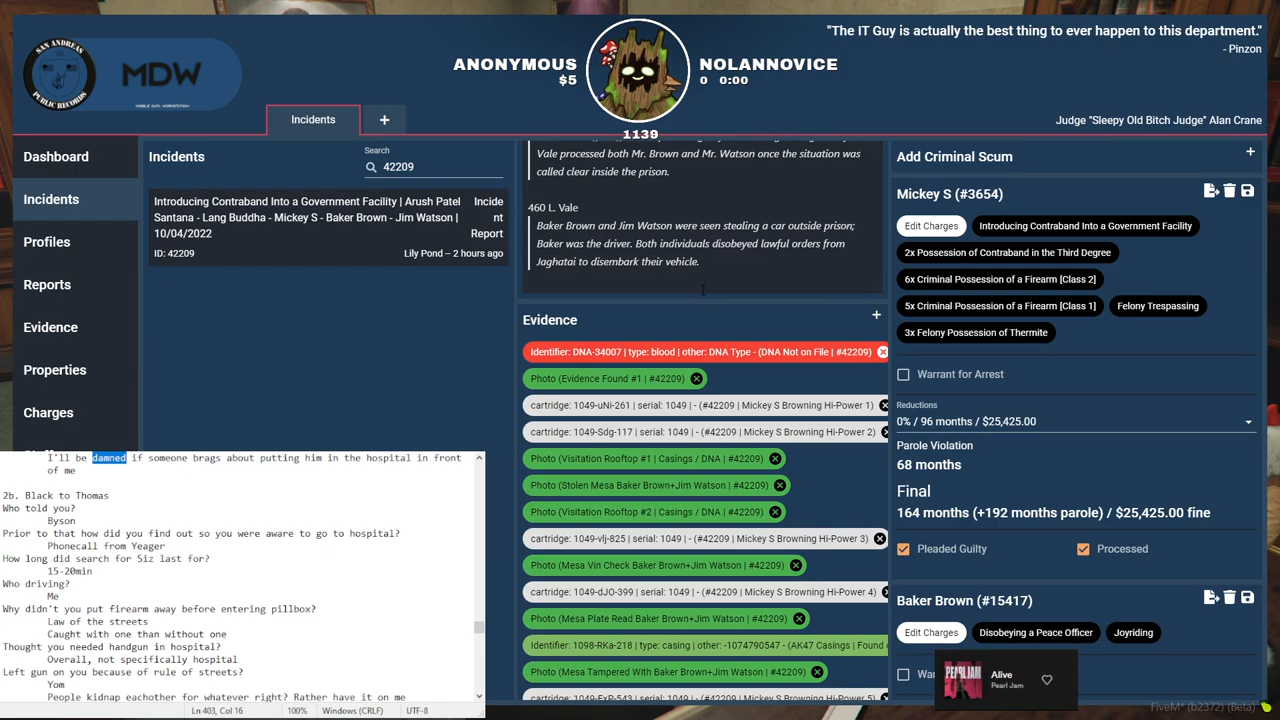 "The IT Guy is actually the best thing to ever happen to this department."
- Pinzon
SAN ANDREAS
PUBLIC RECORDS
MDW
MOBILE DATA WORKSTATION
ANONYMOUS
$5
NOLANNOVICE
0 0:00
1139
Incidents
+
Judge "Sleepy Old Bitch Judge" Alan Crane
Dashboard
Incidents
Profiles
Reports
Evidence
Properties
Charges
Incidents
Search
42209
Introducing Contraband Into a Government Facility | Arush Patel
Santana - Lang Buddha - Mickey S - Baker Brown - Jim Watson |
10/04/2022
Incide
nt
Report
ID: 42209
Lily Pond – 2 hours ago
Vale processed both Mr. Brown and Mr. Watson once the situation was
called clear inside the prison.
460 L. Vale
Baker Brown and Jim Watson were seen stealing a car outside prison;
Baker was the driver. Both individuals disobeyed lawful orders from
Jaghatai to disembark their vehicle.
Evidence
+
Identifier: DNA-34007 | type: blood | other: DNA Type - (DNA Not on File | #42209)
Photo (Evidence Found #1 | #42209)
cartridge: 1049-uNi-261 | serial: 1049 | - (#42209 | Mickey S Browning Hi-Power 1)
cartridge: 1049-Sdg-117 | serial: 1049 | - (#42209 | Mickey S Browning Hi-Power 2)
Photo (Visitation Rooftop #1 | Casings / DNA | #42209)
Photo (Stolen Mesa Baker Brown+Jim Watson | #42209)
Photo (Visitation Rooftop #2 | Casings / DNA | #42209)
cartridge: 1049-vlj-825 | serial: 1049 | - (#42209 | Mickey S Browning Hi-Power 3)
Photo (Mesa Vin Check Baker Brown+Jim Watson | #42209)
cartridge: 1049-dJO-399 | serial: 1049 | - (#42209 | Mickey S Browning Hi-Power 4)
Photo (Mesa Plate Read Baker Brown+Jim Watson | #42209)
Identifier: 1098-RKa-218 | type: casing | other: -1074790547 - (AK47 Casings | Found
Photo (Mesa Tampered With Baker Brown+Jim Watson | #42209)
cartridge: 1049-ExP-543 | serial: 1049 | - (#42209 | Mickey S Browning Hi-Power 5)
Add Criminal Scum
+
Mickey S (#3654)
Edit Charges
Introducing Contraband Into a Government Facility
2x Possession of Contraband in the Third Degree
6x Criminal Possession of a Firearm [Class 2]
5x Criminal Possession of a Firearm [Class 1]
Felony Trespassing
3x Felony Possession of Thermite
Warrant for Arrest
Reductions
0% / 96 months / $25,425.00
Parole Violation
68 months
Final
164 months (+192 months parole) / $25,425.00 fine
Pleaded Guilty
Processed
Baker Brown (#15417)
Edit Charges
Disobeying a Peace Officer
Joyriding
PEARL JAM
Alive
Pearl Jam
FiveM® (b2372) (Beta)
I'll be damned if someone brags about putting him in the hospital in front
of me
2b. Black to Thomas
Who told you?
Byson
Prior to that how did you find out so you were aware to go to hospital?
Phonecall from Yeager
How long did search for Siz last for?
15-20min
Who driving?
Me
Why didn't you put firearm away before entering pillbox?
Law of the streets
Caught with one than without one
Thought you needed handgun in hospital?
Overall, not specifically hospital
Left gun on you because of rule of streets?
Yom
People kidnap eachother for whatever right? Rather have it on me
Ln 403, Col 16
100%
Windows (CRLF)
UTF-8